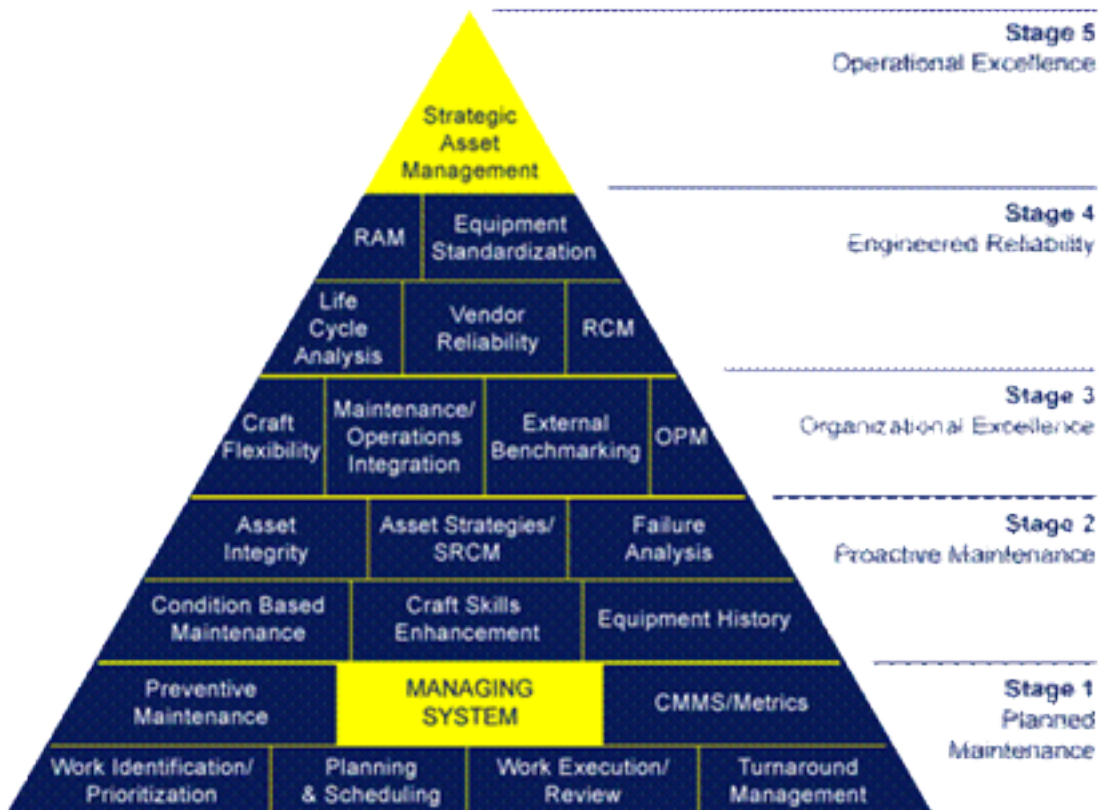 Stage 5
Operational Excellence
Strategic
Asset
Management
Stage 4
Engineered Reliability
RAM
Equipment
Standardization
Life
Cycle
Analysis
Vendor
Reliability
RCM
Stage 3
Organizational Excellence
Craft
Flexibility
Maintenance/
Operations
Integration
External
Benchmarking
OPM
Stage 2
Proactive Maintenance
Asset
Integrity
Asset Strategies/
SRCM
Failure
Analysis
Condition Based
Maintenance
Craft Skills
Enhancement
Equipment History
Stage 1
Planned
Maintenance
Preventive
Maintenance
MANAGING
SYSTEM
CMMS/Metrics
Work Identification/
Prioritization
Planning
& Scheduling
Work Execution/
Review
Turnaround
Management